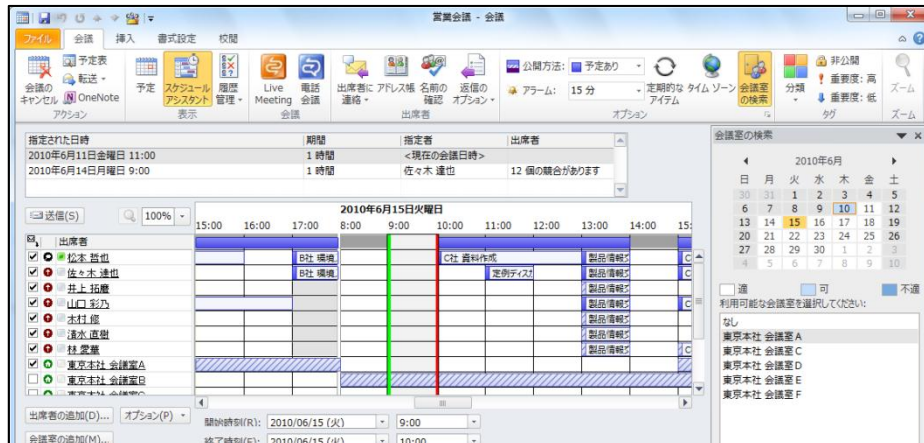 営業会議 - 会議
ファイル 会議 挿入 書式設定 校閲
会議の キャンセル
予定表
転送
OneNote
アクション
予定
スケジュール アシスタント
履歴 管理
表示
Live Meeting
電話 会議
会議
出席者に 連絡
アドレス帳
名前の 確認
返信の オプション
出席者
公開方法: 予定あり
アラーム: 15 分
定期的な アイテム
タイム ゾーン
会議室 の検索
オプション
分類
非公開
重要度: 高
重要度: 低
タグ
ズーム
ズーム
指定された日時 期間 指定者 出席者
2010年6月11日金曜日 11:00 1 時間 <現在の会議日時>
2010年6月14日月曜日 9:00 1 時間 佐々木 達也 12 個の競合があります
送信(S) 100%
2010年6月15日火曜日
15:00 16:00 17:00 8:00 9:00 10:00 11:00 12:00 13:00 14:00 15:
出席者
松本 哲也 B社 環境 C社 資料作成 製品情報 C
佐々木 達也 B社 環境 定例ディスカ 製品情報
井上 拓磨 製品情報
山口 彩乃 製品情報 C
木村 修 製品情報
清水 直樹 製品情報
林 愛華 製品情報 C
東京本社 会議室A
東京本社 会議室B
東京本社 会議室C
出席者の追加(D)... オプション(P)
会議室の追加(M)...
開始時刻(R): 2010/06/15 (火) 9:00
終了時刻(E): 2010/06/15 (火) 10:00
会議室の検索
2010年6月
日 月 火 水 木 金 土
30 31 1 2 3 4 5
6 7 8 9 10 11 12
13 14 15 16 17 18 19
20 21 22 23 24 25 26
27 28 29 30 1 2 3
4 5 6 7 8 9 10
適 可 不適
利用可能な会議室を選択してください:
なし
東京本社 会議室 A
東京本社 会議室 C
東京本社 会議室 D
東京本社 会議室 E
東京本社 会議室 F